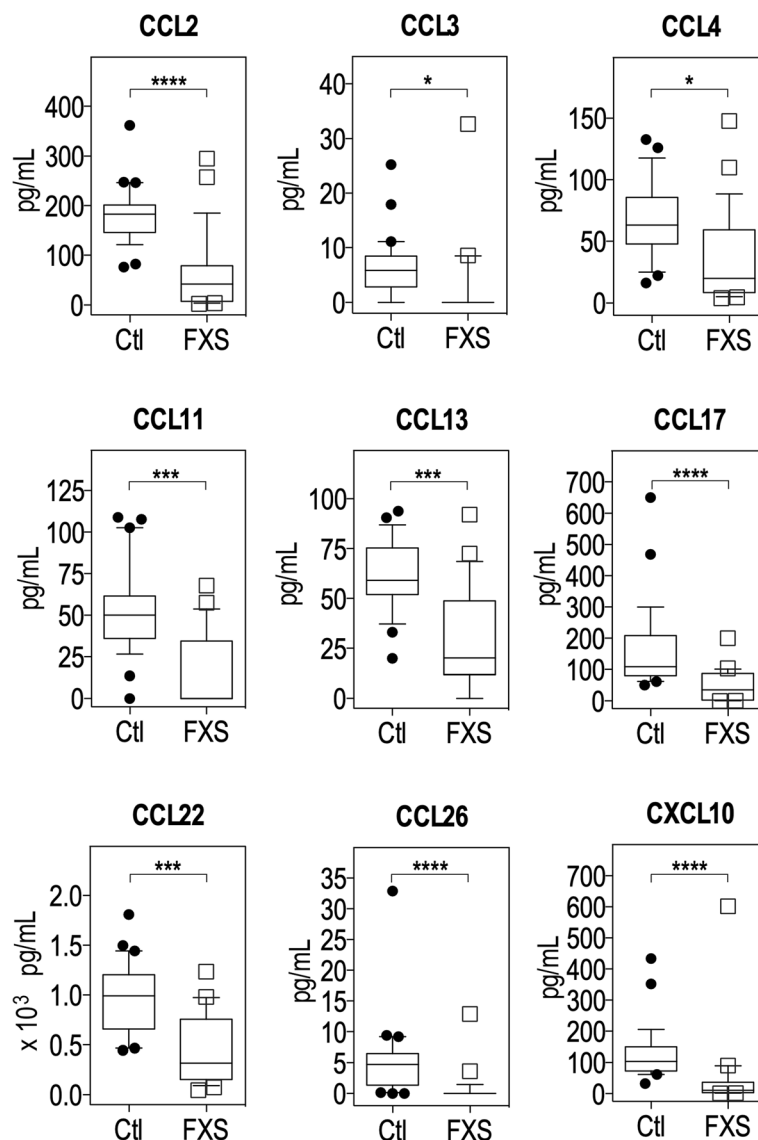 CCL2 CCL3 CCL4
**** * *
pg/mL 400 300 200 100 0
pg/mL 40 30 20 10 0
pg/mL 150 100 50 0
Ctl FXS Ctl FXS Ctl FXS
CCL11 CCL13 CCL17
*** *** ****
pg/mL 125 100 75 50 25 0
pg/mL 100 75 50 25 0
pg/mL 700 600 500 400 300 200 100 0
Ctl FXS Ctl FXS Ctl FXS
CCL22 CCL26 CXCL10
*** **** ****
x 10³ pg/mL 2.0 1.5 1.0 0.5 0.0
pg/mL 35 30 25 20 15 10 5 0
pg/mL 700 600 500 400 300 200 100 0
Ctl FXS Ctl FXS Ctl FXS